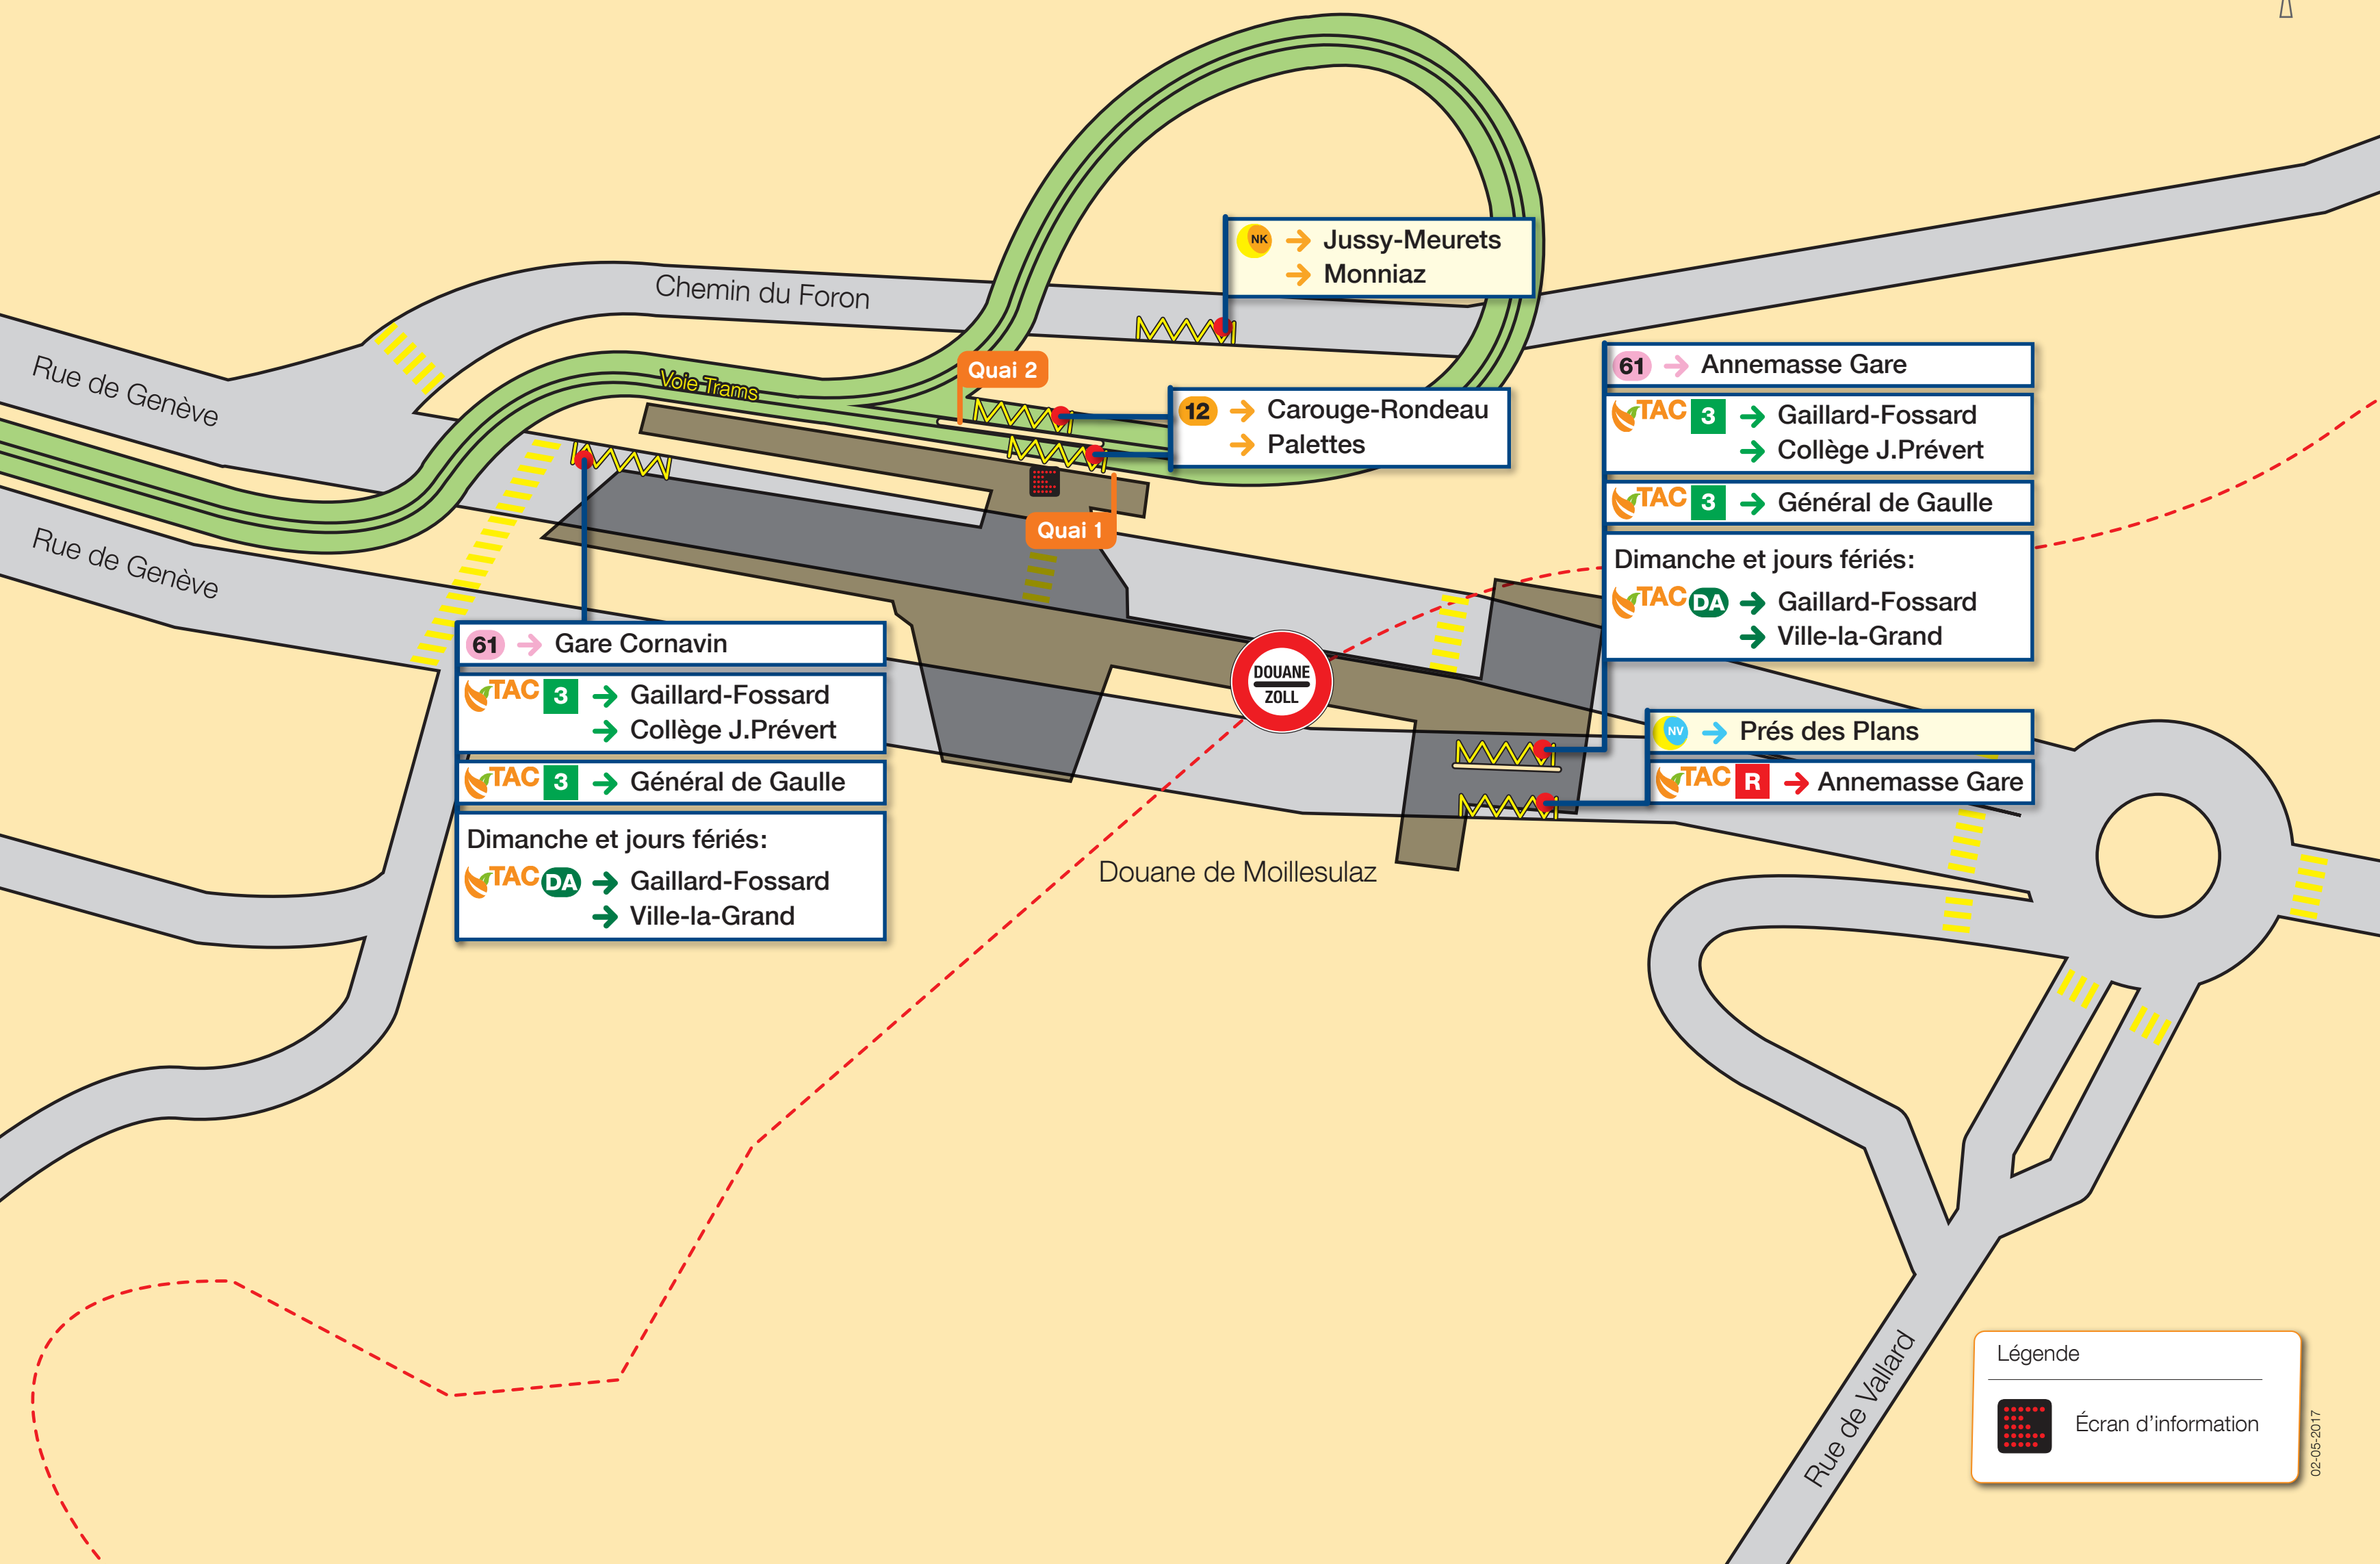 NK → Jussy-Meurets
→ Monniaz
Chemin du Foron
Rue de Genève
Voie Trams
Quai 2
12 → Carouge-Rondeau
→ Palettes
Quai 1
Rue de Genève
61 → Annemasse Gare
TAC 3 → Gaillard-Fossard
→ Collège J.Prévert
TAC 3 → Général de Gaulle
Dimanche et jours fériés:
TAC DA → Gaillard-Fossard
→ Ville-la-Grand
61 → Gare Cornavin
TAC 3 → Gaillard-Fossard
→ Collège J.Prévert
TAC 3 → Général de Gaulle
Dimanche et jours fériés:
TAC DA → Gaillard-Fossard
→ Ville-la-Grand
DOUANE
ZOLL
NV → Prés des Plans
TAC R → Annemasse Gare
Douane de Moillesulaz
Rue de Vallard
Légende
Écran d'information
02-05-2017